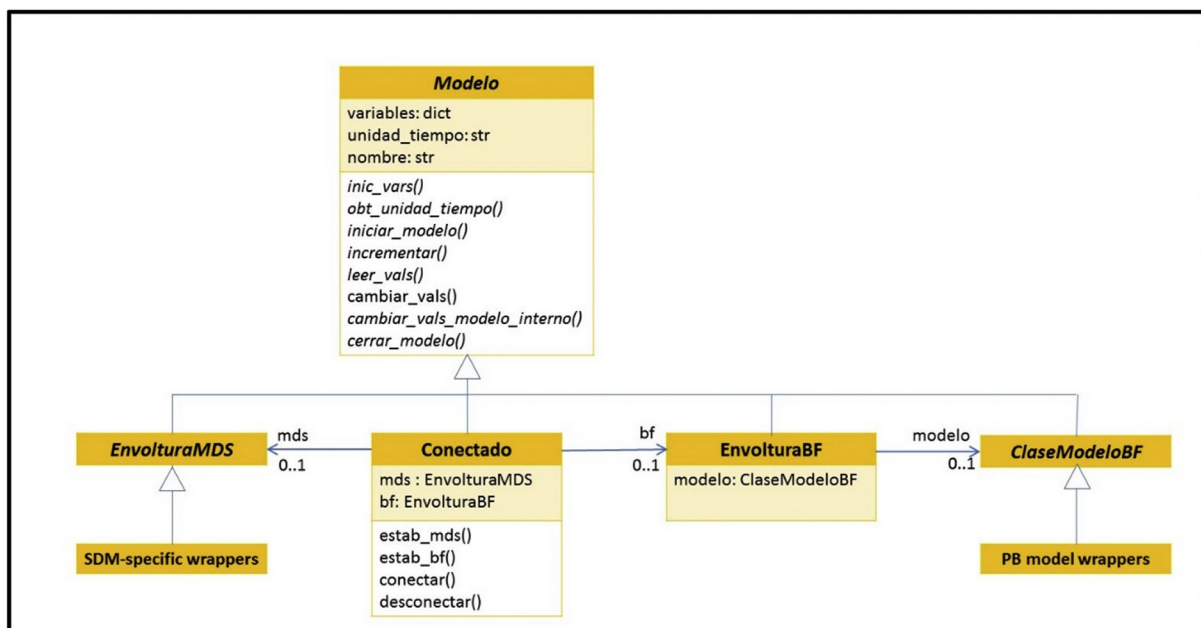 Modelo
variables: dict
unidad_tiempo: str
nombre: str
inic_vars()
obt_unidad_tiempo()
iniciar_modelo()
incrementar()
leer_vals()
cambiar_vals()
cambiar_vals_modelo_interno()
cerrar_modelo()
EnvolturaMDS
mds
0..1
Conectado
mds : EnvolturaMDS
bf: EnvolturaBF
estab_mds()
estab_bf()
conectar()
desconectar()
bf
0..1
EnvolturaBF
modelo: ClaseModeloBF
modelo
0..1
ClaseModeloBF
SDM-specific wrappers
PB model wrappers